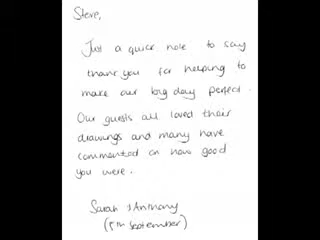 Steve,
Just a quick note to say
thank you for helping to
make our big day perfect.
Our guests all loved their
drawings and many have
commented on how good
you were.
Sarah & Anthony
(5th September)